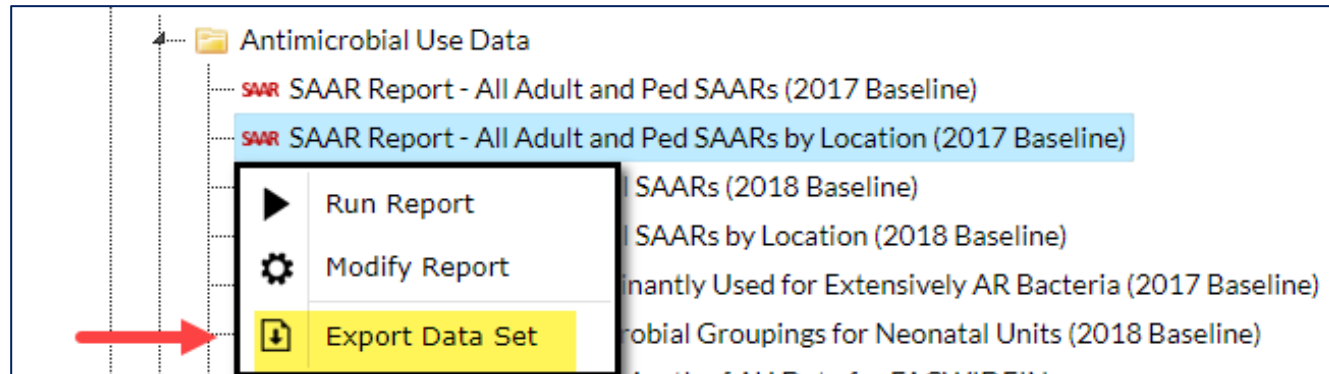 Antimicrobial Use Data
SAAR SAAR Report - All Adult and Ped SAARs (2017 Baseline)
SAAR SAAR Report - All Adult and Ped SAARs by Location (2017 Baseline)
SAARs (2018 Baseline)
Run Report
SAARs by Location (2018 Baseline)
Modify Report
inantly Used for Extensively AR Bacteria (2017 Baseline)
Export Data Set
robial Groupings for Neonatal Units (2018 Baseline)